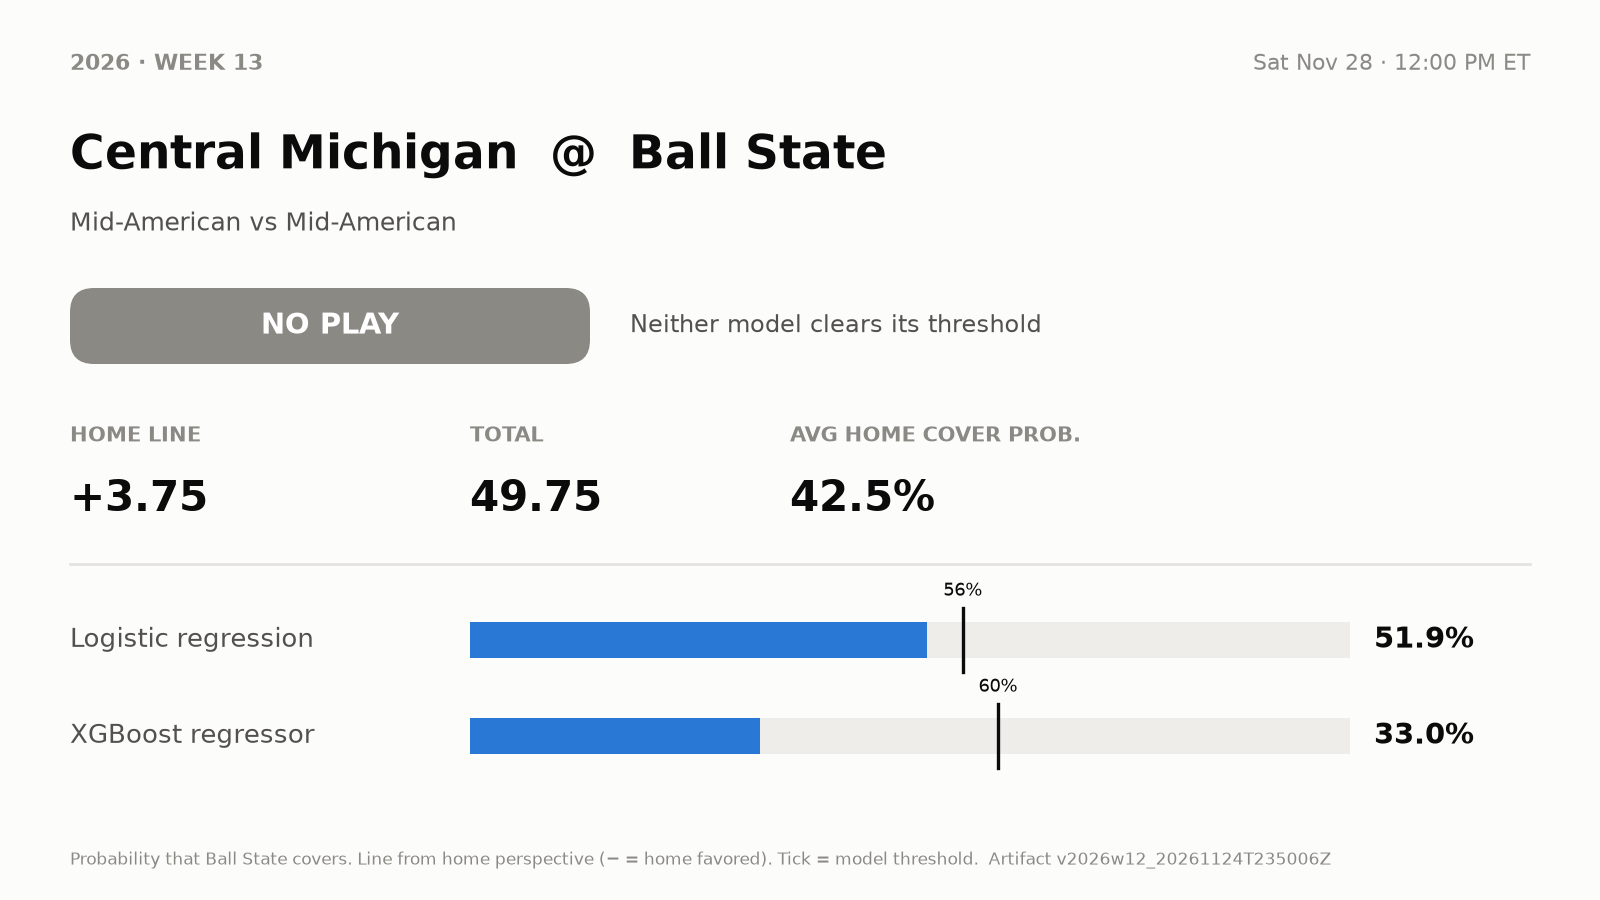 2026 · WEEK 13
Sat Nov 28 · 12:00 PM ET
Central Michigan @ Ball State
Mid-American vs Mid-American
NO PLAY
Neither model clears its threshold
HOME LINE
TOTAL
AVG HOME COVER PROB.
+3.75
49.75
42.5%
56%
Logistic regression
51.9%
60%
XGBoost regressor
33.0%
Probability that Ball State covers. Line from home perspective (− = home favored). Tick = model threshold. Artifact v2026w12_20261124T235006Z